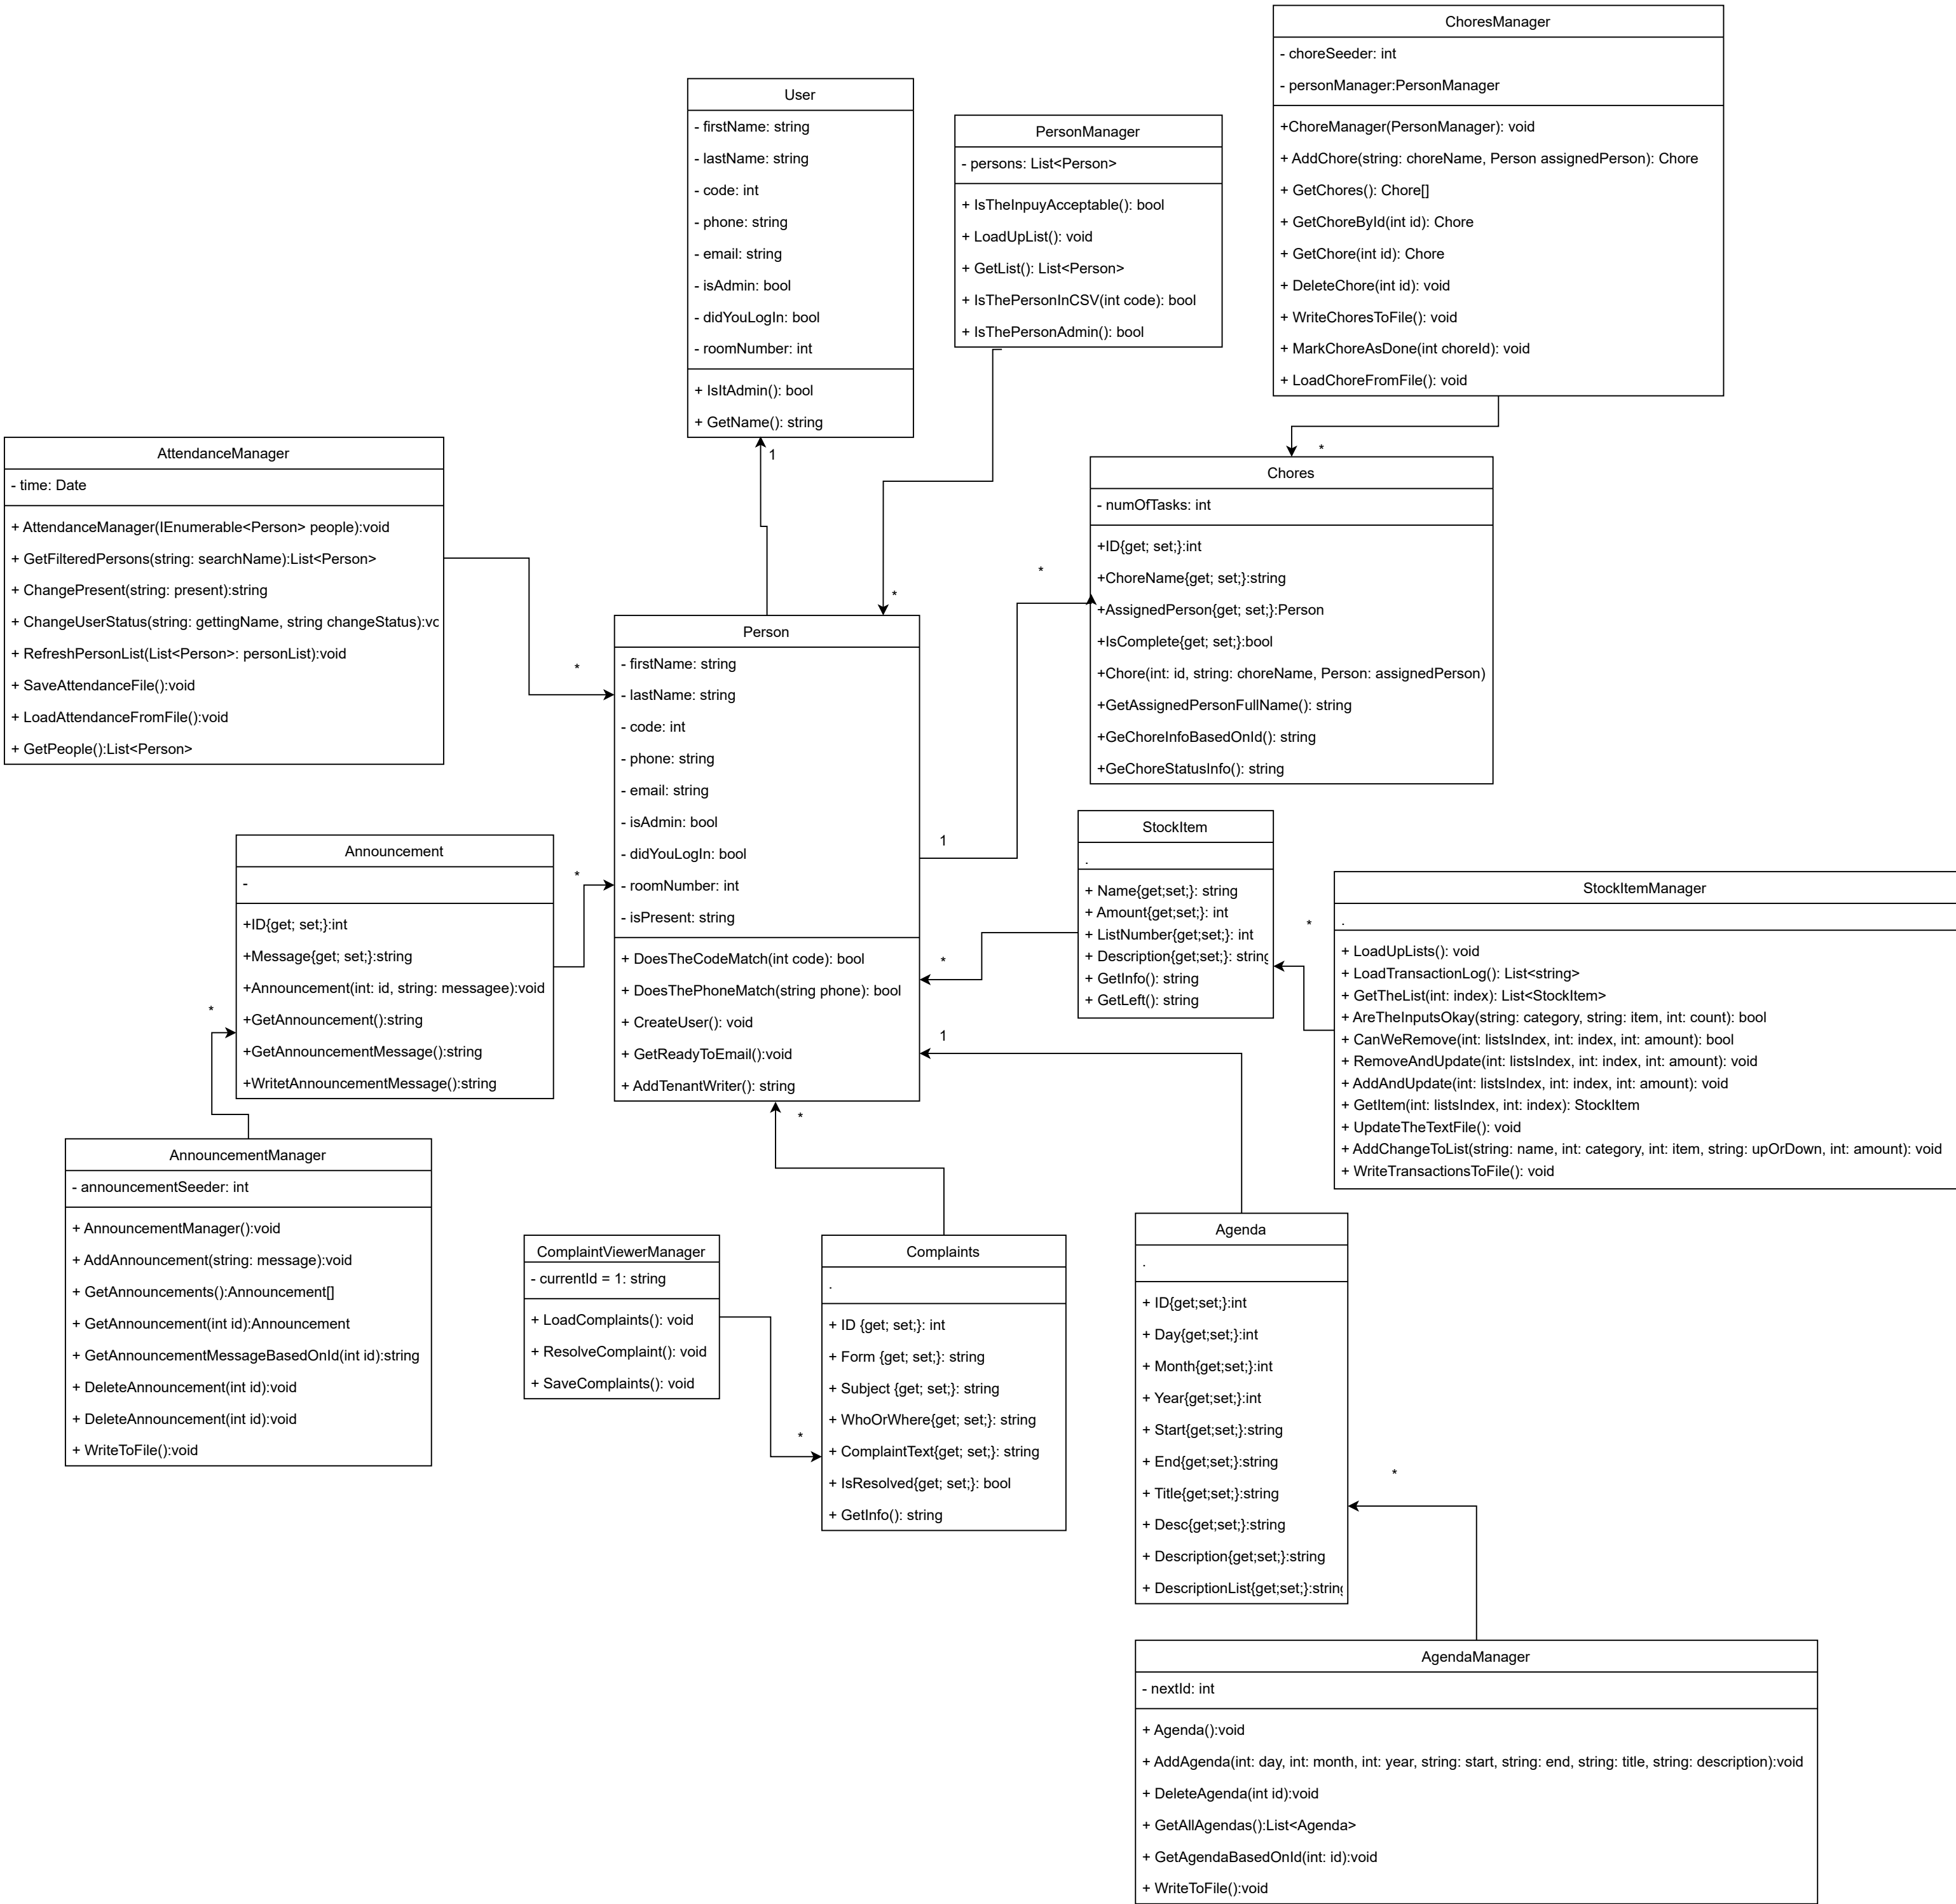 ChoresManager
- choreSeeder: int
- personManager:PersonManager
+ChoreManager(PersonManager): void
+ AddChore(string: choreName, Person assignedPerson): Chore
+ GetChores(): Chore[]
+ GetChoreById(int id): Chore
+ GetChore(int id): Chore
+ DeleteChore(int id): void
+ WriteChoresToFile(): void
+ MarkChoreAsDone(int choreId): void
+ LoadChoreFromFile(): void
*
User
- firstName: string
- lastName: string
- code: int
- phone: string
- email: string
- isAdmin: bool
- didYouLogIn: bool
- roomNumber: int
+ IsItAdmin(): bool
+ GetName(): string
1
PersonManager
- persons: List<Person>
+ IsTheInpuyAcceptable(): bool
+ LoadUpList(): void
+ GetList(): List<Person>
+ IsThePersonInCSV(int code): bool
+ IsThePersonAdmin(): bool
*
AttendanceManager
- time: Date
+ AttendanceManager(IEnumerable<Person> people):void
+ GetFilteredPersons(string: searchName):List<Person>
+ ChangePresent(string: present):string
+ ChangeUserStatus(string: gettingName, string changeStatus):vc
+ RefreshPersonList(List<Person>: personList):void
+ SaveAttendanceFile():void
+ LoadAttendanceFromFile():void
+ GetPeople():List<Person>
*
Chores
- numOfTasks: int
+ID{get; set;}:int
+ChoreName{get; set;}:string
+AssignedPerson{get; set;}:Person
+IsComplete{get; set;}:bool
+Chore(int: id, string: choreName, Person: assignedPerson)
+GetAssignedPersonFullName(): string
+GeChoreInfoBasedOnId(): string
+GeChoreStatusInfo(): string
*
Person
- firstName: string
- lastName: string
- code: int
- phone: string
- email: string
- isAdmin: bool
- didYouLogIn: bool
- roomNumber: int
- isPresent: string
+ DoesTheCodeMatch(int code): bool
+ DoesThePhoneMatch(string phone): bool
+ CreateUser(): void
+ GetReadyToEmail():void
+ AddTenantWriter(): string
1
*
1
*
Announcement
-
+ID{get; set;}:int
+Message{get; set;}:string
+Announcement(int: id, string: messagee):void
+GetAnnouncement():string
+GetAnnouncementMessage():string
+WritetAnnouncementMessage():string
*
*
StockItem
.
+ Name{get;set;}: string
+ Amount{get;set;}: int
+ ListNumber{get;set;}: int
+ Description{get;set;}: string
+ GetInfo(): string
+ GetLeft(): string
*
StockItemManager
.
+ LoadUpLists(): void
+ LoadTransactionLog(): List<string>
+ GetTheList(int: index): List<StockItem>
+ AreTheInputsOkay(string: category, string: item, int: count): bool
+ CanWeRemove(int: listsIndex, int: index, int: amount): bool
+ RemoveAndUpdate(int: listsIndex, int: index, int: amount): void
+ AddAndUpdate(int: listsIndex, int: index, int: amount): void
+ GetItem(int: listsIndex, int: index): StockItem
+ UpdateTheTextFile(): void
+ AddChangeToList(string: name, int: category, int: item, string: upOrDown, int: amount): void
+ WriteTransactionsToFile(): void
AnnouncementManager
- announcementSeeder: int
+ AnnouncementManager():void
+ AddAnnouncement(string: message):void
+ GetAnnouncements():Announcement[]
+ GetAnnouncement(int id):Announcement
+ GetAnnouncementMessageBasedOnId(int id):string
+ DeleteAnnouncement(int id):void
+ DeleteAnnouncement(int id):void
+ WriteToFile():void
ComplaintViewerManager
- currentId = 1: string
+ LoadComplaints(): void
+ ResolveComplaint(): void
+ SaveComplaints(): void
*
Complaints
.
+ ID {get; set;}: int
+ Form {get; set;}: string
+ Subject {get; set;}: string
+ WhoOrWhere{get; set;}: string
+ ComplaintText{get; set;}: string
+ IsResolved{get; set;}: bool
+ GetInfo(): string
Agenda
.
+ ID{get;set;}:int
+ Day{get;set;}:int
+ Month{get;set;}:int
+ Year{get;set;}:int
+ Start{get;set;}:string
+ End{get;set;}:string
+ Title{get;set;}:string
+ Desc{get;set;}:string
+ Description{get;set;}:string
+ DescriptionList{get;set;}:string
*
AgendaManager
- nextId: int
+ Agenda():void
+ AddAgenda(int: day, int: month, int: year, string: start, string: end, string: title, string: description):void
+ DeleteAgenda(int id):void
+ GetAllAgendas():List<Agenda>
+ GetAgendaBasedOnId(int: id):void
+ WriteToFile():void